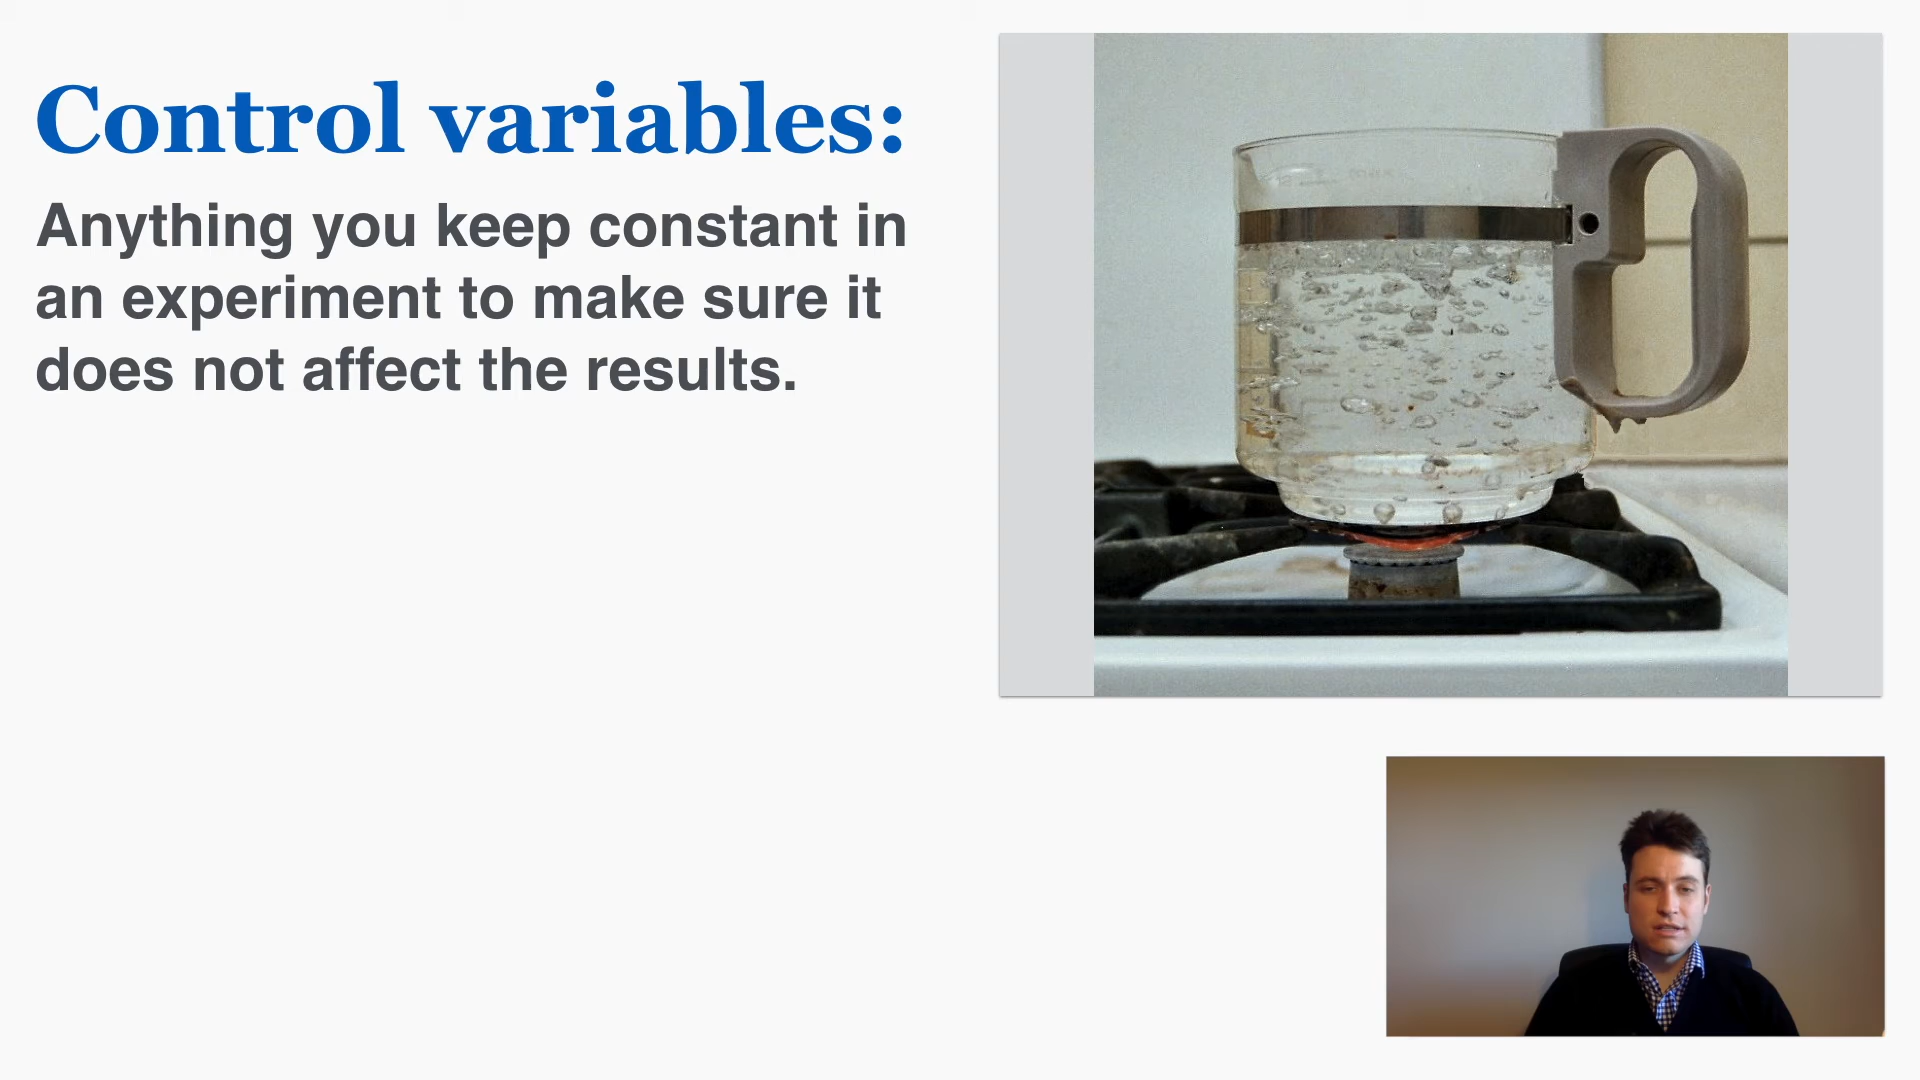 Control variables:
Anything you keep constant in
an experiment to make sure it
does not affect the results.